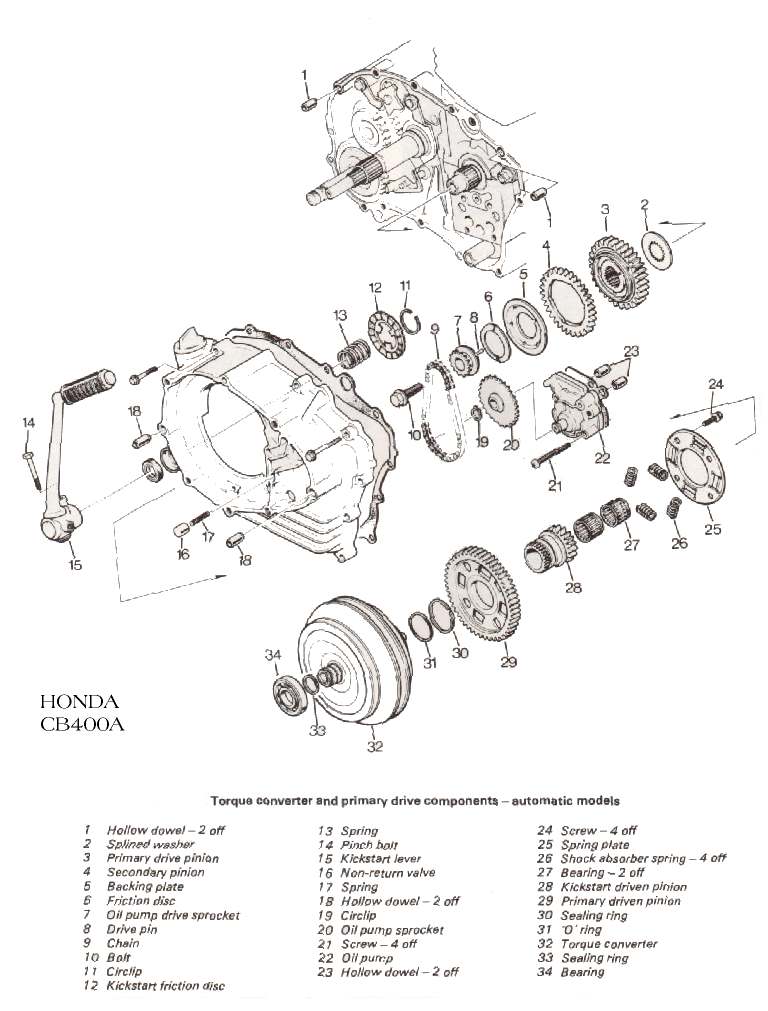 1
1
2
3
4
5
6
7
8
9
10
11
12
13
14
15
16
17
18
18
19
20
21
22
23
24
25
26
27
28
29
30
31
32
33
34
HONDA
CB400A
Torque converter and primary drive components – automatic models
1 Hollow dowel – 2 off
2 Splined washer
3 Primary drive pinion
4 Secondary pinion
5 Backing plate
6 Friction disc
7 Oil pump drive sprocket
8 Drive pin
9 Chain
10 Bolt
11 Circlip
12 Kickstart friction disc
13 Spring
14 Pinch bolt
15 Kickstart lever
16 Non-return valve
17 Spring
18 Hollow dowel – 2 off
19 Circlip
20 Oil pump sprocket
21 Screw – 4 off
22 Oil pump
23 Hollow dowel – 2 off
24 Screw – 4 off
25 Spring plate
26 Shock absorber spring – 4 off
27 Bearing – 2 off
28 Kickstart driven pinion
29 Primary driven pinion
30 Sealing ring
31 'O' ring
32 Torque converter
33 Sealing ring
34 Bearing